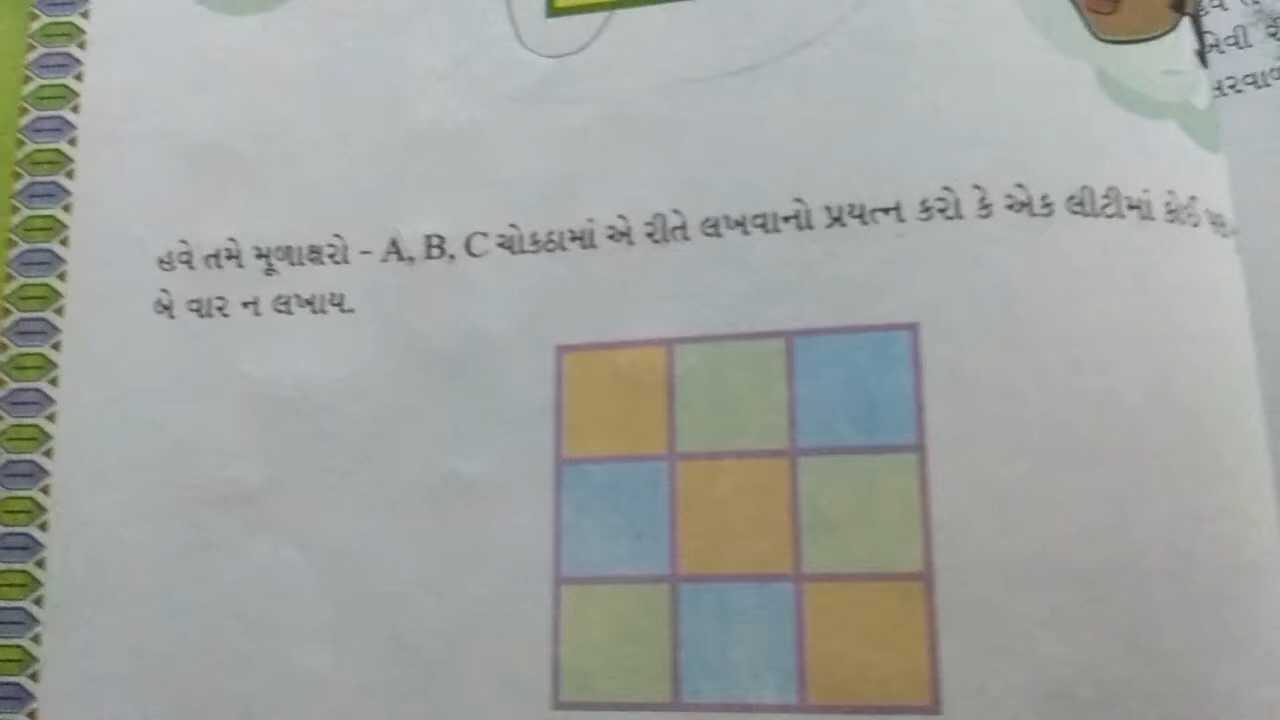 હવે તમે મૂળાક્ષરો - A, B, C ચોકઠામાં એ રીતે લખવાનો પ્રયત્ન કરો કે એક લીટીમાં કોઈ
બે વાર ન લખાય.